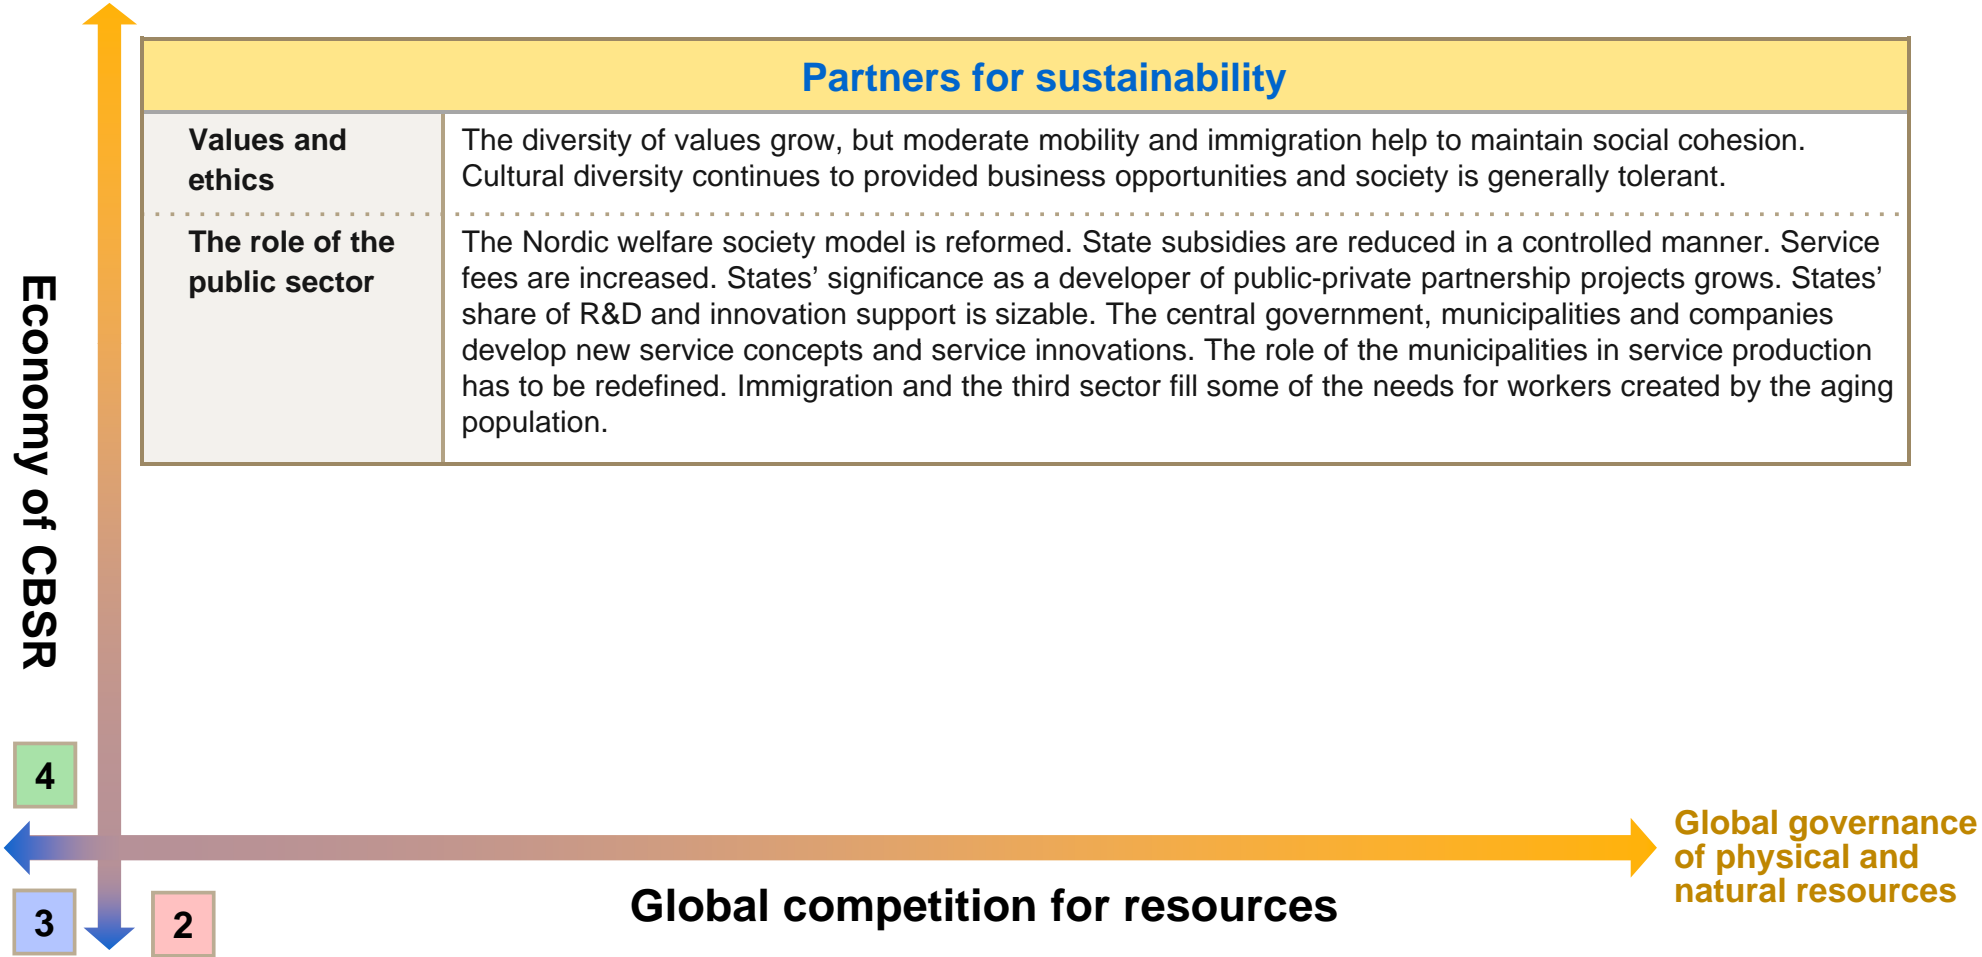 Partners for sustainability
Values and
ethics
The diversity of values grow, but moderate mobility and immigration help to maintain social cohesion.
Cultural diversity continues to provided business opportunities and society is generally tolerant.
The role of the
public sector
The Nordic welfare society model is reformed. State subsidies are reduced in a controlled manner. Service
fees are increased. States’ significance as a developer of public-private partnership projects grows. States’
share of R&D and innovation support is sizable. The central government, municipalities and companies
develop new service concepts and service innovations. The role of the municipalities in service production
has to be redefined. Immigration and the third sector fill some of the needs for workers created by the aging
population.
Economy of CBSR
4
Global governance
of physical and
natural resources
Global competition for resources
3
2